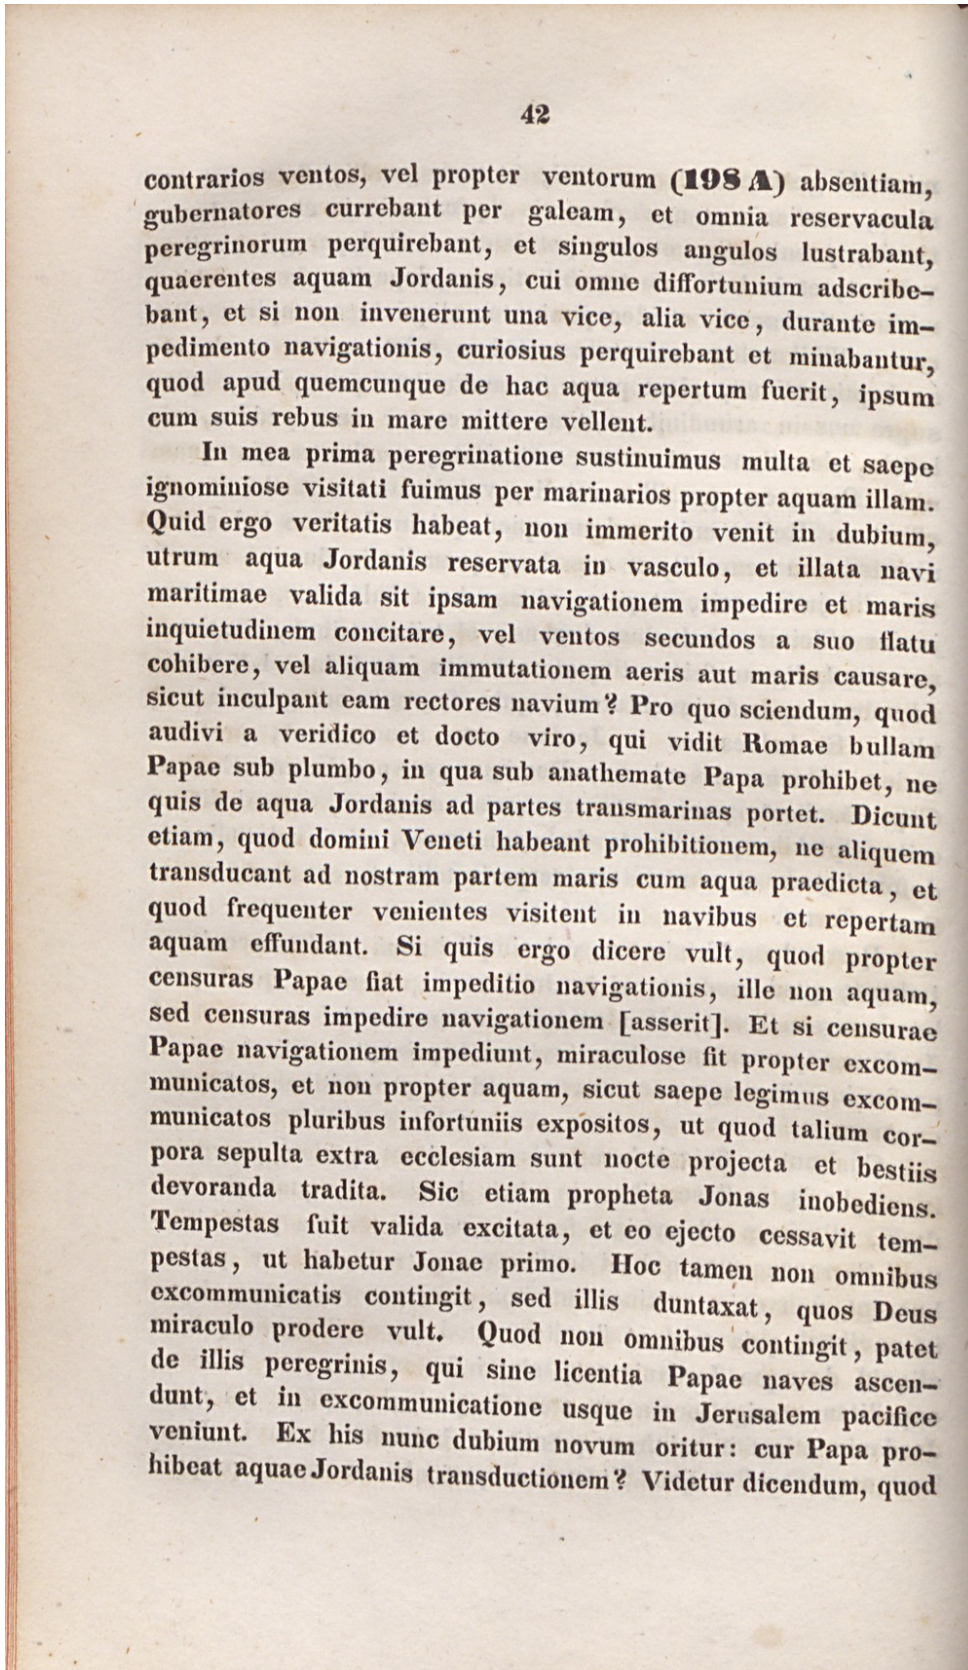 42
contrarios ventos, vel propter ventorum (198 A) absentiam,
gubernatores currebant per galeam, et omnia reservacula
peregrinorum perquirebant, et singulos angulos lustrabant,
quaerentes aquam Jordanis, cui omne diffortunium adscribe-
bant, et si non invenerunt una vice, alia vice, durante im-
pedimento navigationis, curiosius perquirebant et minabantur,
quod apud quemcunque de hac aqua repertum fuerit, ipsum
cum suis rebus in mare mittere vellent.
In mea prima peregrinatione sustinuimus multa et saepe
ignominiose visitati fuimus per marinarios propter aquam illam.
Quid ergo veritatis habeat, non immerito venit in dubium,
utrum aqua Jordanis reservata in vasculo, et illata navi
maritimae valida sit ipsam navigationem impedire et maris
inquietudinem concitare, vel ventos secundos a suo flatu
cohibere, vel aliquam immutationem aeris aut maris causare,
sicut inculpant eam rectores navium? Pro quo sciendum, quod
audivi a veridico et docto viro, qui vidit Romae bullam
Papae sub plumbo, in qua sub anathemate Papa prohibet, ne
quis de aqua Jordanis ad partes transmarinas portet. Dicunt
etiam, quod domini Veneti habeant prohibitionem, ne aliquem
transducant ad nostram partem maris cum aqua praedicta, et
quod frequenter venientes visitent in navibus et repertam
aquam effundant. Si quis ergo dicere vult, quod propter
censuras Papae fiat impeditio navigationis, ille non aquam,
sed censuras impedire navigationem [asserit]. Et si censurae
Papae navigationem impediunt, miraculose fit propter excom-
municatos, et non propter aquam, sicut saepe legimus excom-
municatos pluribus infortuniis expositos, ut quod talium cor-
pora sepulta extra ecclesiam sunt nocte projecta et bestiis
devoranda tradita. Sic etiam propheta Jonas inobediens.
Tempestas fuit valida excitata, et eo ejecto cessavit tem-
pestas, ut habetur Jonae primo. Hoc tamen non omnibus
excommunicatis contingit, sed illis duntaxat, quos Deus
miraculo prodere vult. Quod non omnibus contingit, patet
de illis peregrinis, qui sine licentia Papae naves ascen-
dunt, et in excommunicatione usque in Jerusalem pacifice
veniunt. Ex his nunc dubium novum oritur: cur Papa pro-
hibeat aquae Jordanis transductionem? Videtur dicendum, quod